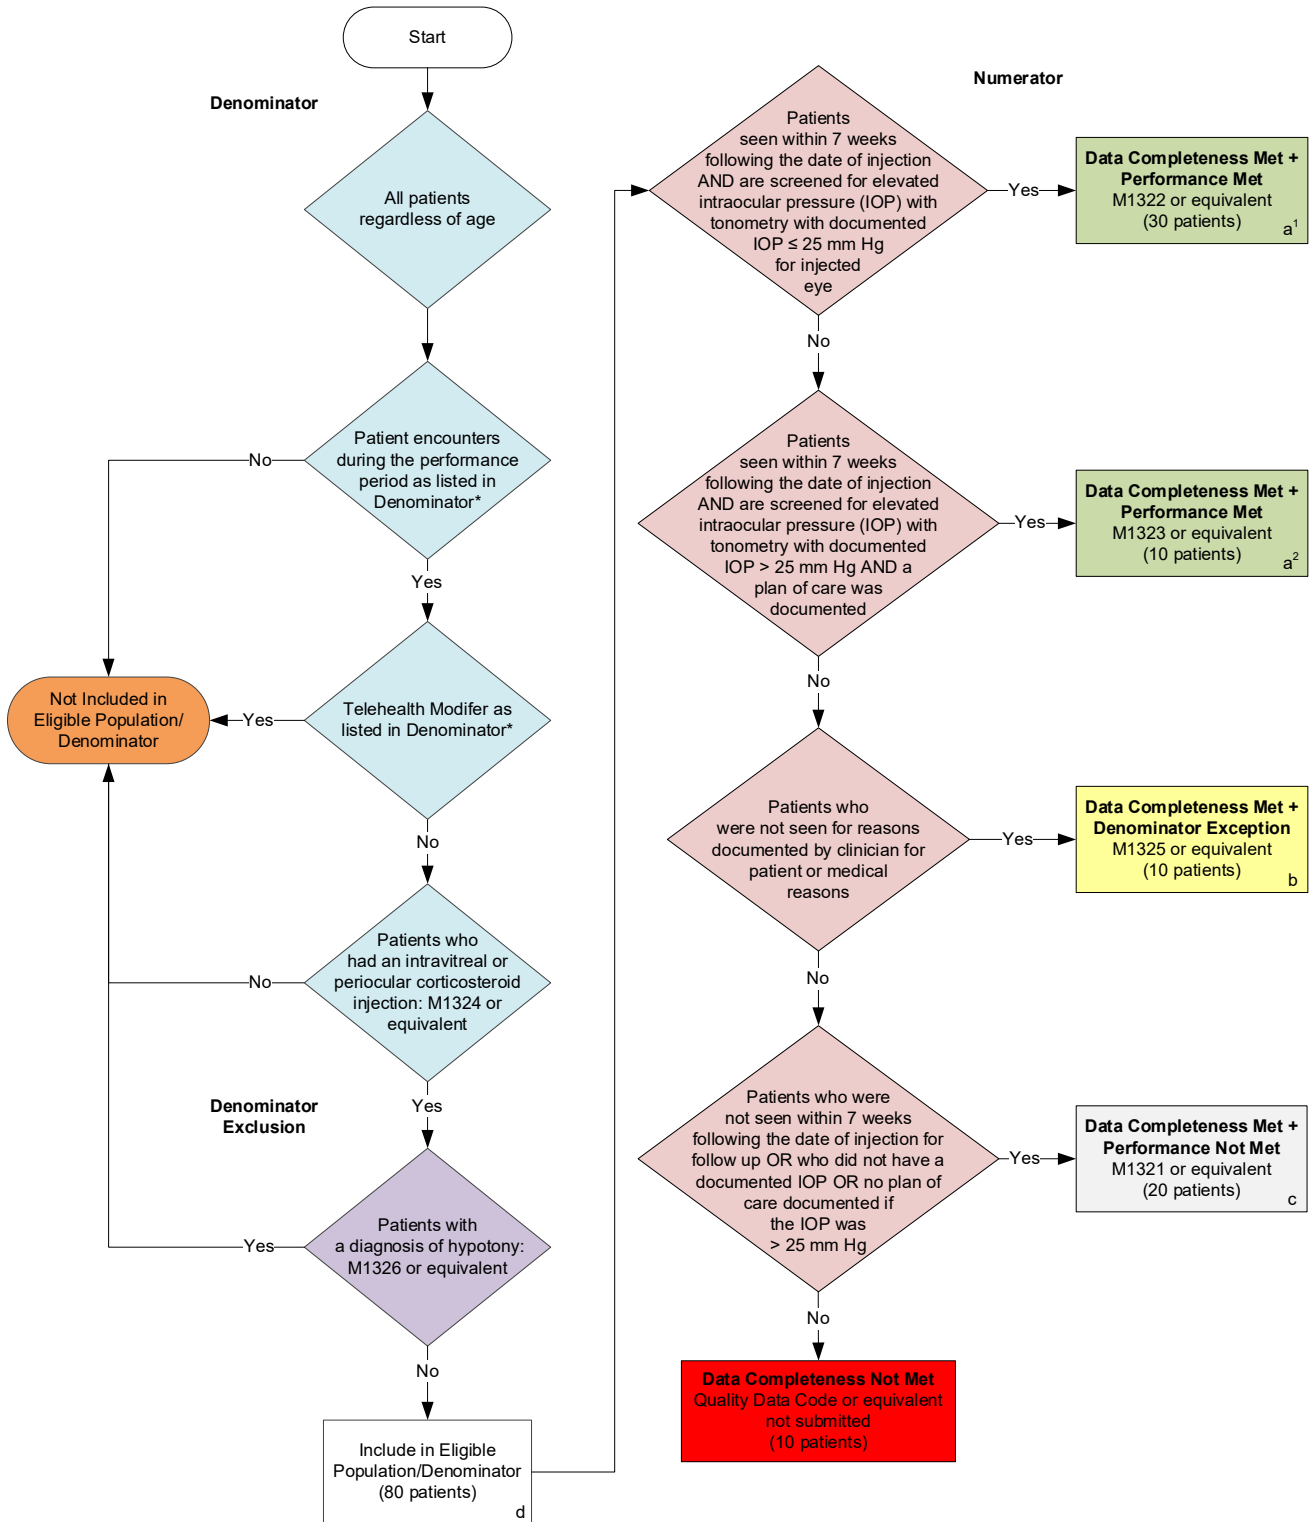 Start
Denominator
All patients
regardless of age
Patient encounters
during the performance
period as listed in
Denominator*
No
Yes
Telehealth Modifer as
listed in Denominator*
Yes
Not Included in
Eligible Population/
Denominator
No
Patients who
had an intravitreal or
periocular corticosteroid
injection: M1324 or
equivalent
No
Yes
Denominator
Exclusion
Patients with
a diagnosis of hypotony:
M1326 or equivalent
Yes
No
Include in Eligible
Population/Denominator
(80 patients)
d
Numerator
Patients
seen within 7 weeks
following the date of injection
AND are screened for elevated
intraocular pressure (IOP) with
tonometry with documented
IOP ≤ 25 mm Hg
for injected
eye
Yes
Data Completeness Met +
Performance Met
M1322 or equivalent
(30 patients)
a¹
No
Patients
seen within 7 weeks
following the date of injection
AND are screened for elevated
intraocular pressure (IOP) with
tonometry with documented
IOP > 25 mm Hg AND a
plan of care was
documented
Yes
Data Completeness Met +
Performance Met
M1323 or equivalent
(10 patients)
a²
No
Patients who
were not seen for reasons
documented by clinician for
patient or medical
reasons
Yes
Data Completeness Met +
Denominator Exception
M1325 or equivalent
(10 patients)
b
No
Patients who were
not seen within 7 weeks
following the date of injection for
follow up OR who did not have a
documented IOP OR no plan of
care documented if
the IOP was
> 25 mm Hg
Yes
Data Completeness Met +
Performance Not Met
M1321 or equivalent
(20 patients)
c
No
Data Completeness Not Met
Quality Data Code or equivalent
not submitted
(10 patients)